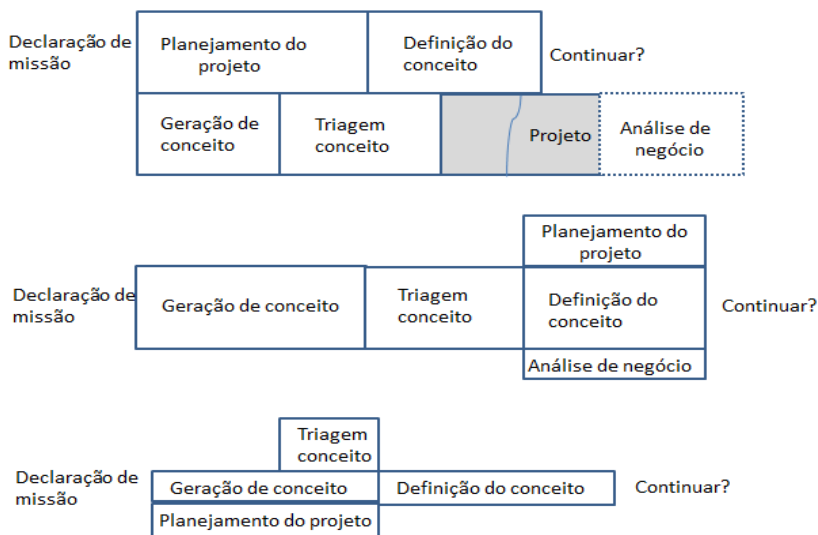 Declaração de
missão
Planejamento do
projeto
Definição do
conceito
Continuar?
Geração de
conceito
Triagem
conceito
Projeto
Análise de
negócio
Planejamento do
projeto
Declaração de
missão
Geração de conceito
Triagem
conceito
Definição do
conceito
Continuar?
Análise de negócio
Triagem
conceito
Declaração de
missão
Geração de conceito
Definição do conceito
Continuar?
Planejamento do projeto